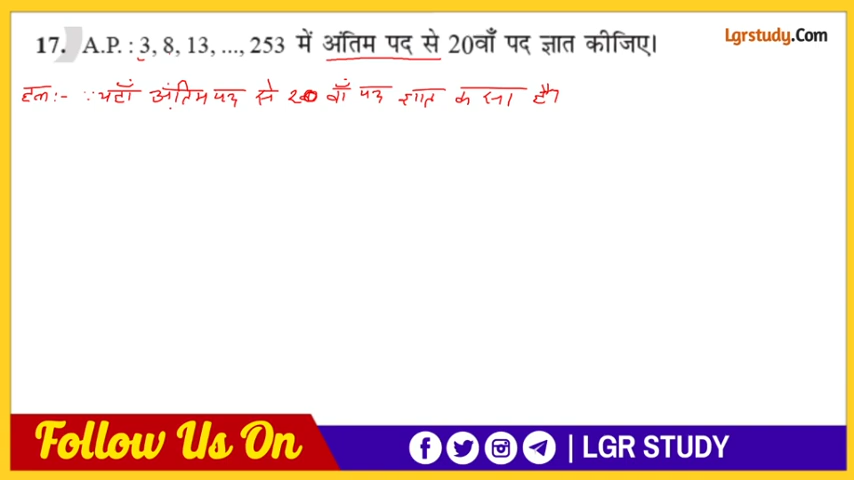 Lgrstudy.Com
17. A.P. : 3, 8, 13, ..., 253 में अंतिम पद से 20वाँ पद ज्ञात कीजिए।
हल:- ∵ यहाँ अंतिम पद से 20 वाँ पद ज्ञात करना है।
Follow Us On
| LGR STUDY